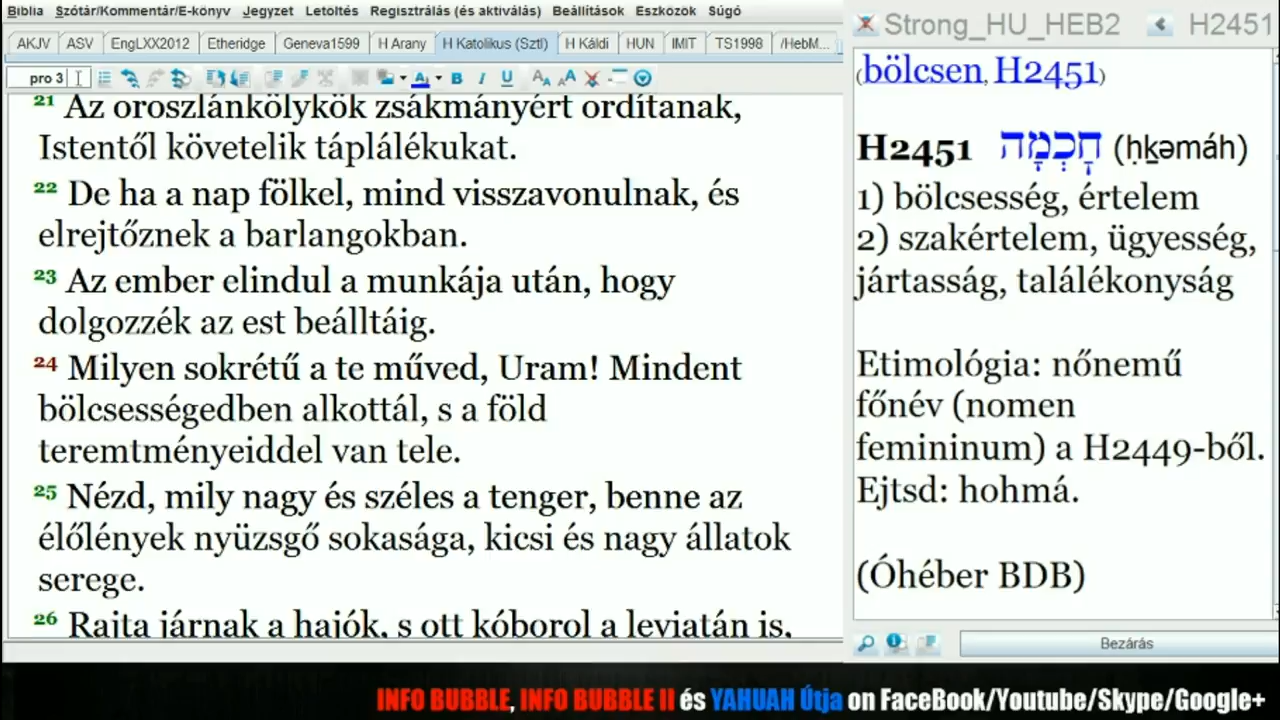 Biblia Szótár/Kommentár/E-könyv Jegyzet Letöltés Regisztrálás (és aktiválás) Beállítások Eszközök Súgó
AKJV ASV EngLXX2012 Etheridge Geneva1599 H Arany H Katolikus (SztI) H Káldi HUN IMIT TS1998 /HebM...
pro 3
21 Az oroszlánkölykök zsákmányért ordítanak,
Istentől követelik táplálékukat.
22 De ha a nap fölkel, mind visszavonulnak, és
elrejtőznek a barlangokban.
23 Az ember elindul a munkája után, hogy
dolgozzék az est beálltáig.
24 Milyen sokrétű a te műved, Uram! Mindent
bölcsességedben alkottál, s a föld
teremtményeiddel van tele.
25 Nézd, mily nagy és széles a tenger, benne az
élőlények nyüzsgő sokasága, kicsi és nagy állatok
serege.
26 Rajta járnak a hajók, s ott kóborol a leviatán is,
Strong_HU_HEB2 H2451
(bölcsen, H2451)
H2451 חָכְמָה (ḥḵəmáh)
1) bölcsesség, értelem
2) szakértelem, ügyesség,
jártasság, találékonyság
Etimológia: nőnemű
főnév (nomen
femininum) a H2449-ből.
Ejtsd: hohmá.
(Óhéber BDB)
Bezárás
INFO BUBBLE, INFO BUBBLE II és YAHUAH Útja on FaceBook/Youtube/Skype/Google+